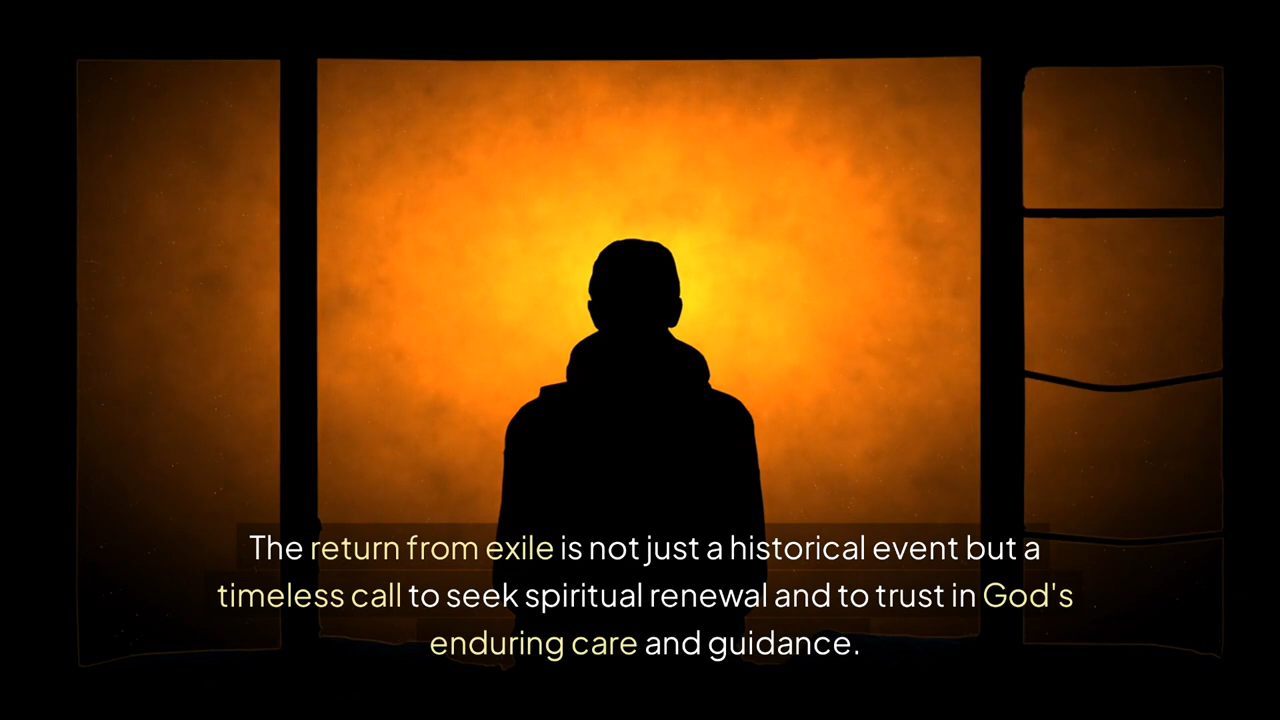 The return from exile is not just a historical event but a
timeless call to seek spiritual renewal and to trust in God's
enduring care and guidance.